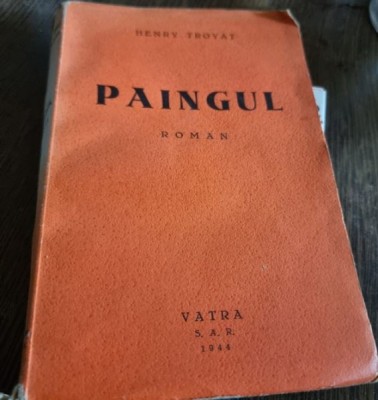 HENRY TROYAT
PAINGUL
ROMAN
VATRA
S. A. R.
1944